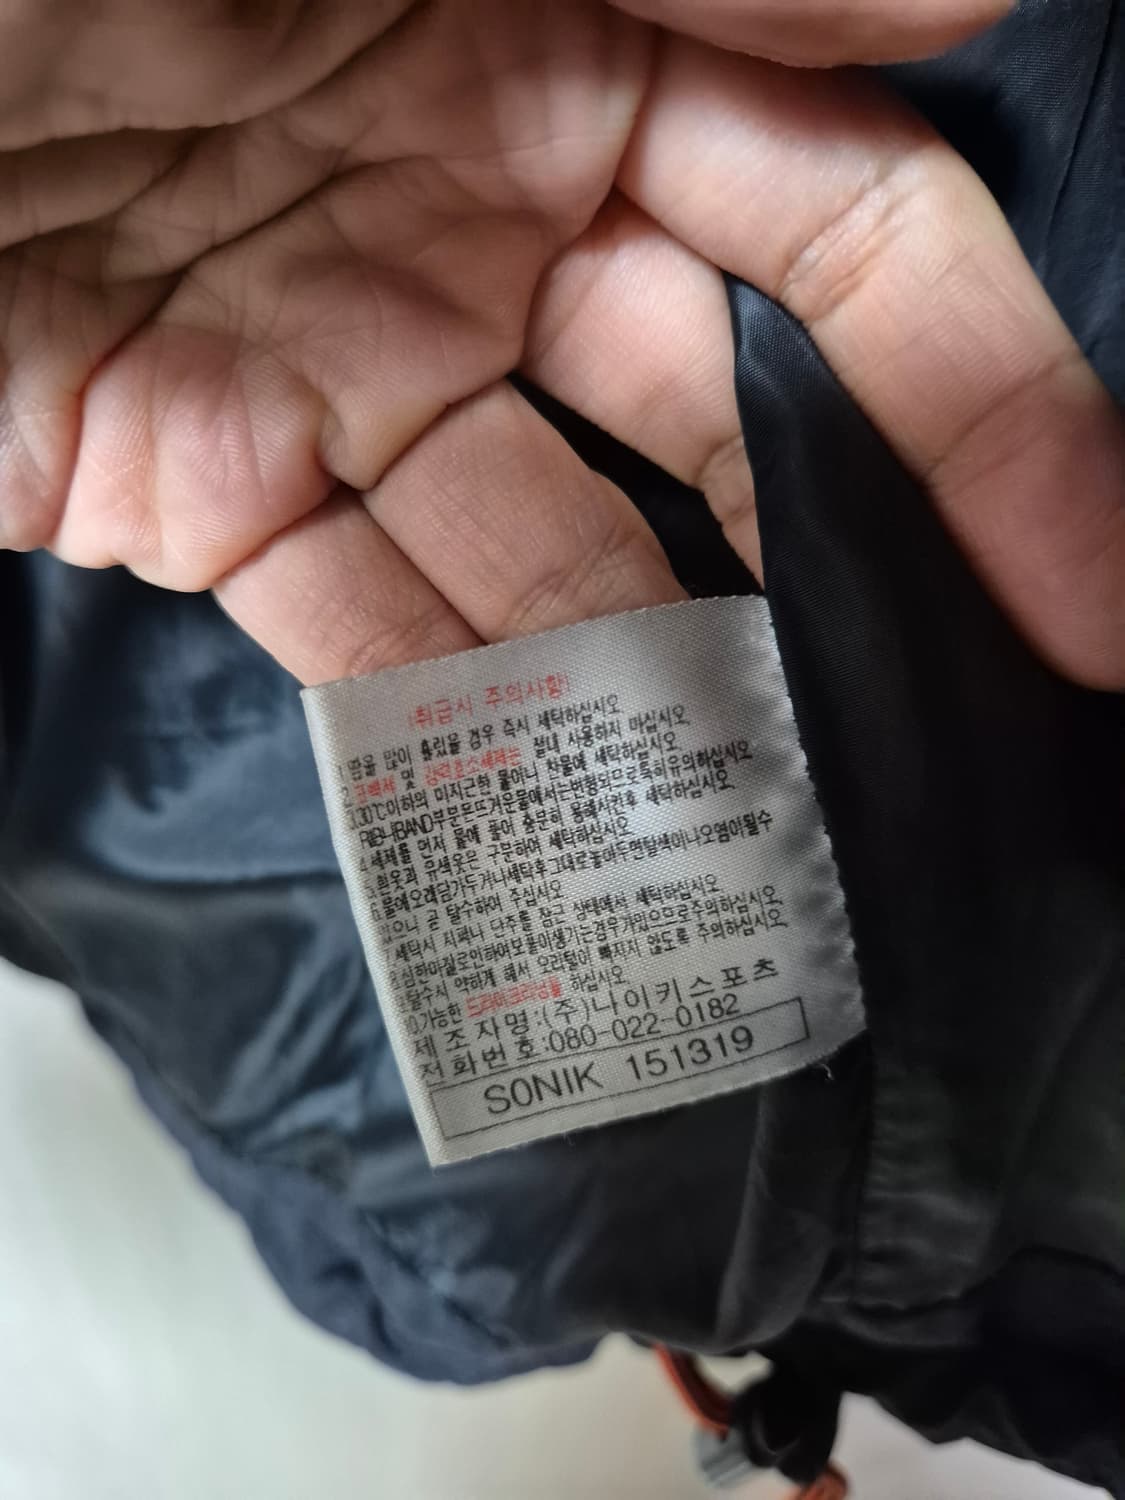 취급시 주의사항!
1.땀을 많이 흘렸을 경우 즉시 세탁하십시오
2.표백제 및 강력효소세제는 절대 사용하지 마십시오
3.30℃이하의 미지근한 물이나 찬물에 세탁하십시오
RIB나BAND부분은뜨거운물에서는변형되므로특히유의하십시오
4.세제를 먼저 물에 풀어 충분히 용해시킨후 세탁하십시오
5.흰옷과 유색옷은 구분하여 세탁하십시오
6.물에오래담가두거나세탁후그대로놓아두면탈색이나오염이될수
있으니 곧 탈수하여 주십시오
7.세탁시 지퍼나 단추를 잠근 상태에서 세탁하십시오
8.심한마찰로인하여보풀이생기는경우가있으므로주의하십시오
9.탈수시 약하게 해서 오리털이 빠지지 않도록 주의하십시오
10.가능한 드라이크리닝을 하십시오
제 조 자 명:(주)나이키스포츠
전 화 번 호:080-022-0182
SONIK 151319